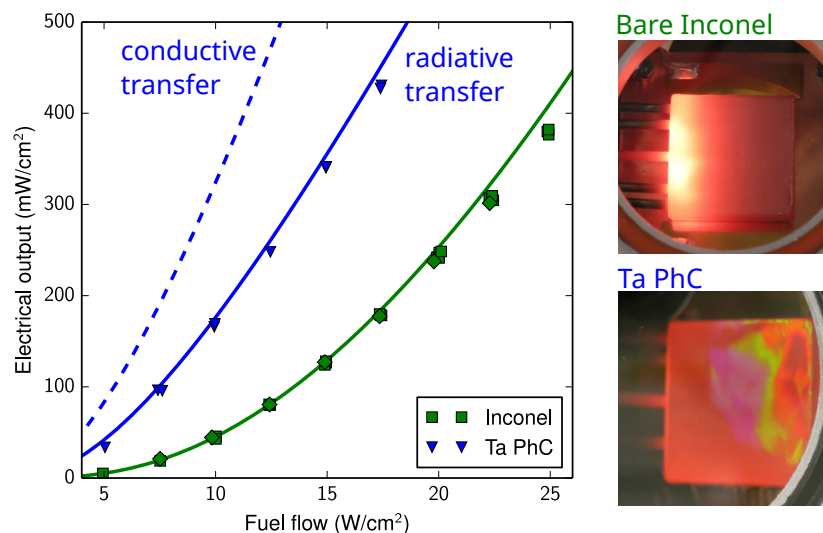 conductive
transfer
radiative
transfer
Electrical output (mW/cm²)
500
400
300
200
100
0
5
10
15
20
25
Fuel flow (W/cm²)
Inconel
Ta PhC
Bare Inconel
Ta PhC